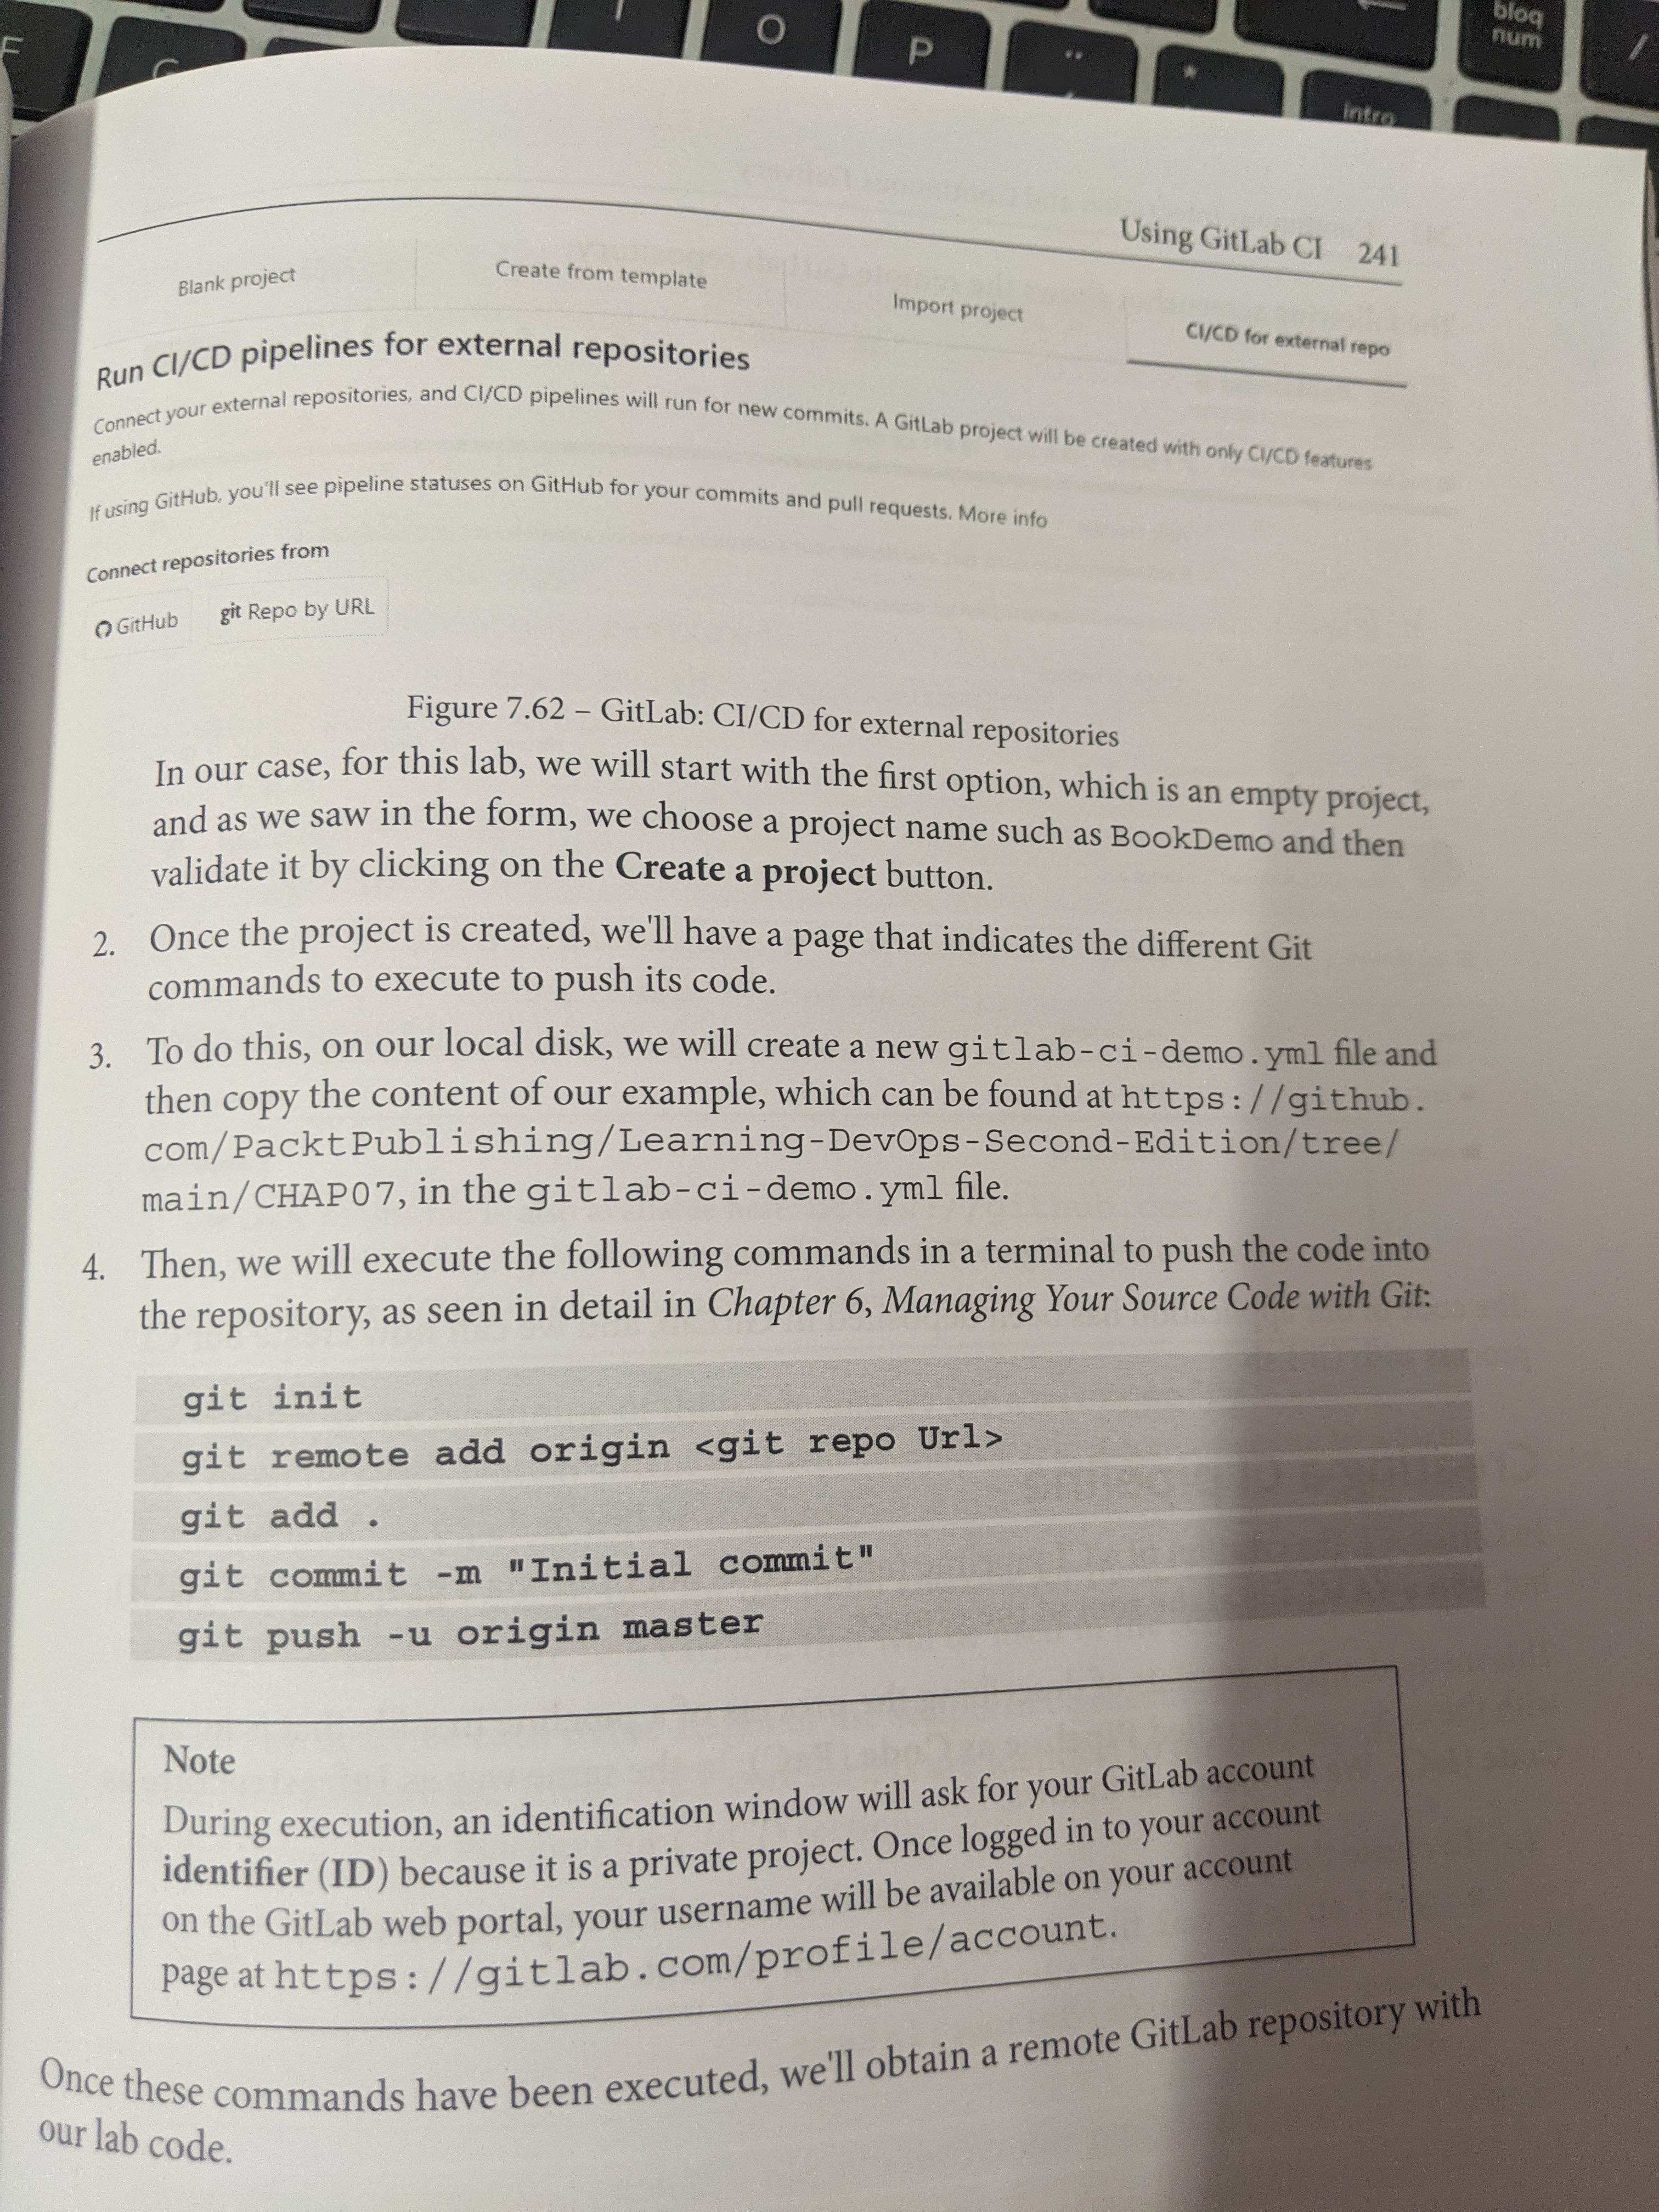 F
G
O
P
bloq
num
*
intro
/
Using GitLab CI 241
Blank project
Create from template
Import project
CI/CD for external repo
Run CI/CD pipelines for external repositories
Connect your external repositories, and CI/CD pipelines will run for new commits. A GitLab project will be created with only CI/CD features
enabled.
If using GitHub, you'll see pipeline statuses on GitHub for your commits and pull requests. More info
Connect repositories from
GitHub
git Repo by URL
Figure 7.62 – GitLab: CI/CD for external repositories
In our case, for this lab, we will start with the first option, which is an empty project,
and as we saw in the form, we choose a project name such as BookDemo and then
validate it by clicking on the Create a project button.
2. Once the project is created, we'll have a page that indicates the different Git
commands to execute to push its code.
3. To do this, on our local disk, we will create a new gitlab-ci-demo.yml file and
then copy the content of our example, which can be found at https://github.
com/PacktPublishing/Learning-DevOps-Second-Edition/tree/
main/CHAP07, in the gitlab-ci-demo.yml file.
4. Then, we will execute the following commands in a terminal to push the code into
the repository, as seen in detail in Chapter 6, Managing Your Source Code with Git:
git init
git remote add origin <git repo Url>
git add .
git commit -m "Initial commit"
git push -u origin master
Note
During execution, an identification window will ask for your GitLab account
identifier (ID) because it is a private project. Once logged in to your account
on the GitLab web portal, your username will be available on your account
page at https://gitlab.com/profile/account.
Once these commands have been executed, we'll obtain a remote GitLab repository with
our lab code.